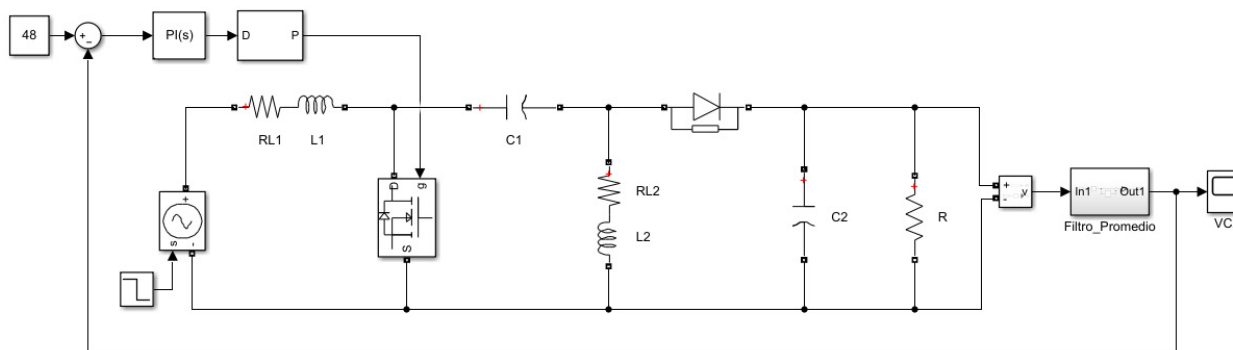 48
+
−
PI(s)
D P
RL1 L1
C1
g
D
S
+
s -
RL2
L2
C2
R
+
-
v
In1 Out1
Filtro_Promedio
VC